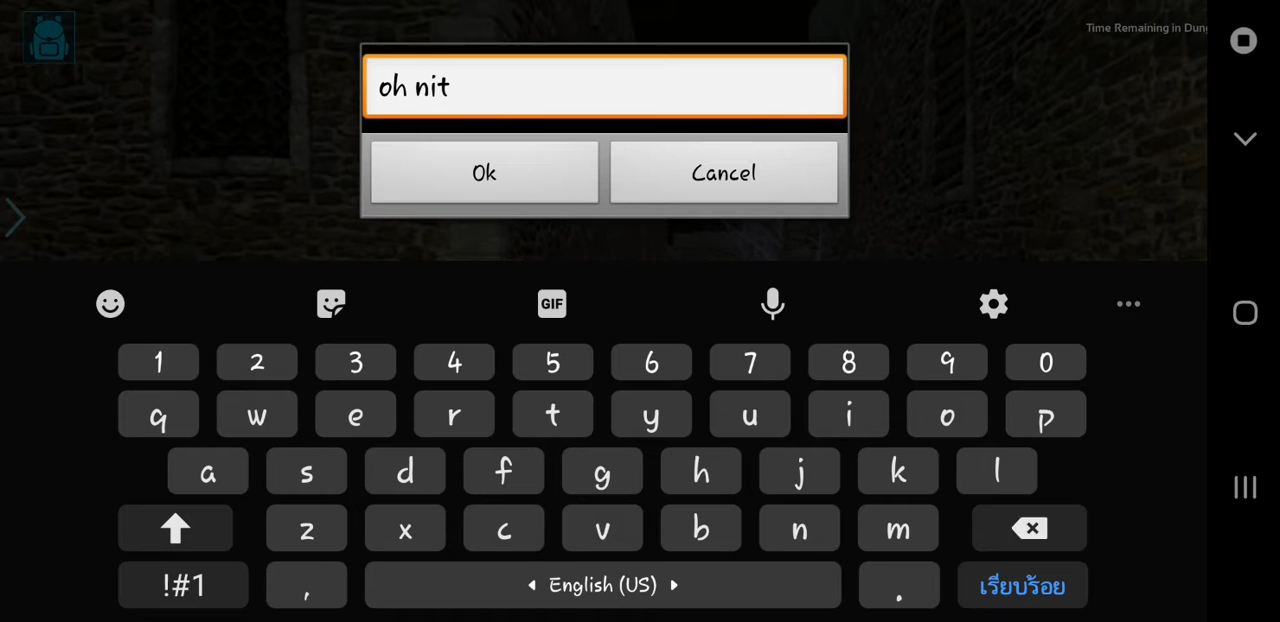 Time Remaining in Dung
oh nit
Ok
Cancel
GIF
1 2 3 4 5 6 7 8 9 0
q w e r t y u i o p
a s d f g h j k l
z x c v b n m
!#1 , English (US) . เรียบร้อย